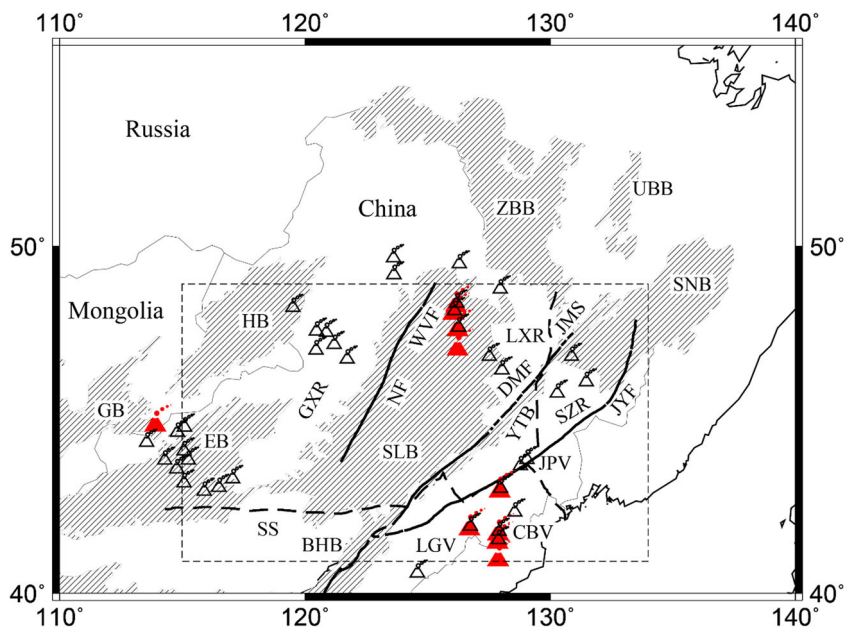 110° 120° 130° 140°
Russia
UBB
ZBB
China
50° 50°
SNB
Mongolia
HB
WVF
LXR
JMS
DMF
GXR
NF
GB
YTB
SZR
JYF
EB
SLB
JPV
SS
BHB
LGV
CBV
40° 40°
110° 120° 130° 140°